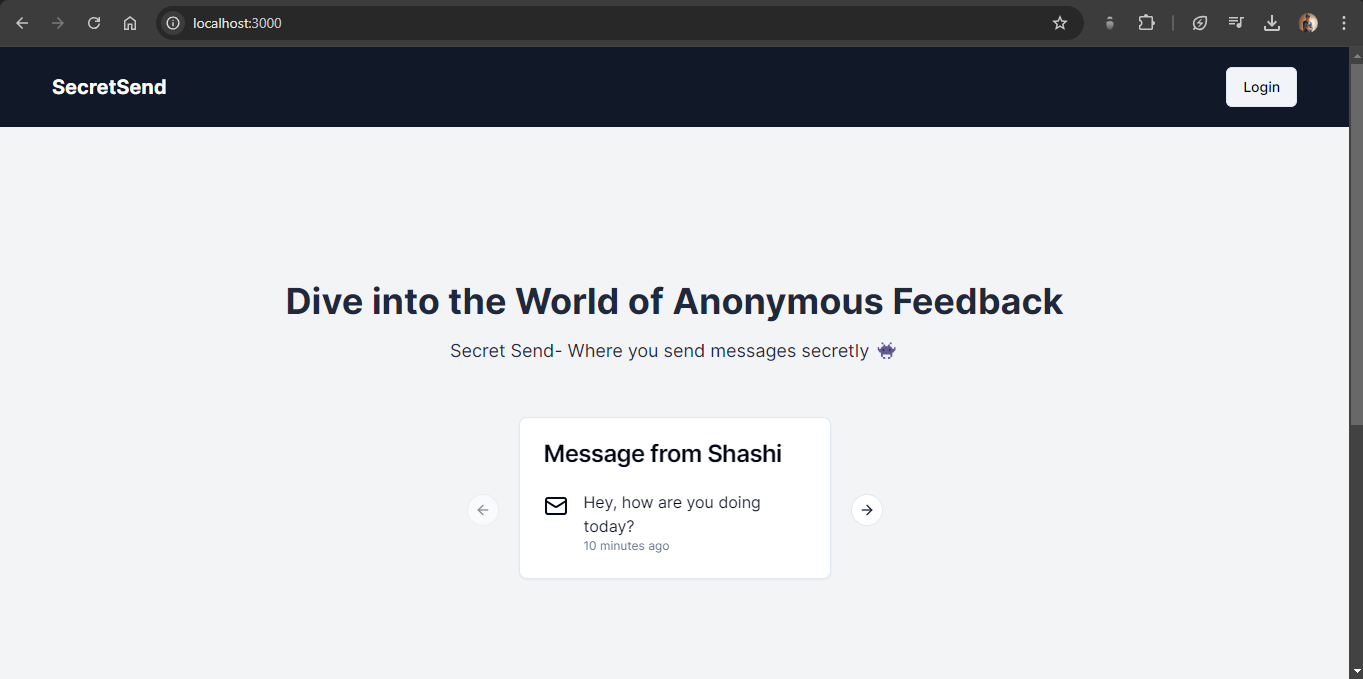 localhost:3000
SecretSend
Login
Dive into the World of Anonymous Feedback
Secret Send- Where you send messages secretly 👾
Message from Shashi
Hey, how are you doing
today?
10 minutes ago